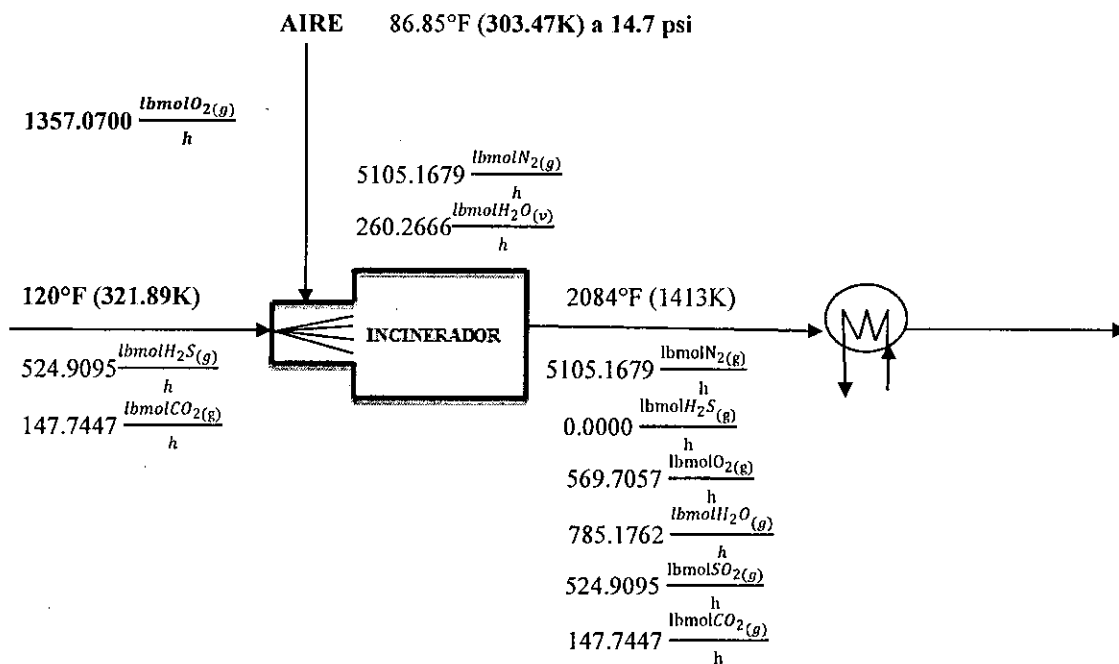 AIRE 86.85°F (303.47K) a 14.7 psi
1357.0700 lbmolO2(g)/h
5105.1679 lbmolN2(g)/h
260.2666 lbmolH2O(v)/h
120°F (321.89K)
524.9095 lbmolH2S(g)/h
147.7447 lbmolCO2(g)/h
INCINERADOR
2084°F (1413K)
5105.1679 lbmolN2(g)/h
0.0000 lbmolH2S(g)/h
569.7057 lbmolO2(g)/h
785.1762 lbmolH2O(g)/h
524.9095 lbmolSO2(g)/h
147.7447 lbmolCO2(g)/h